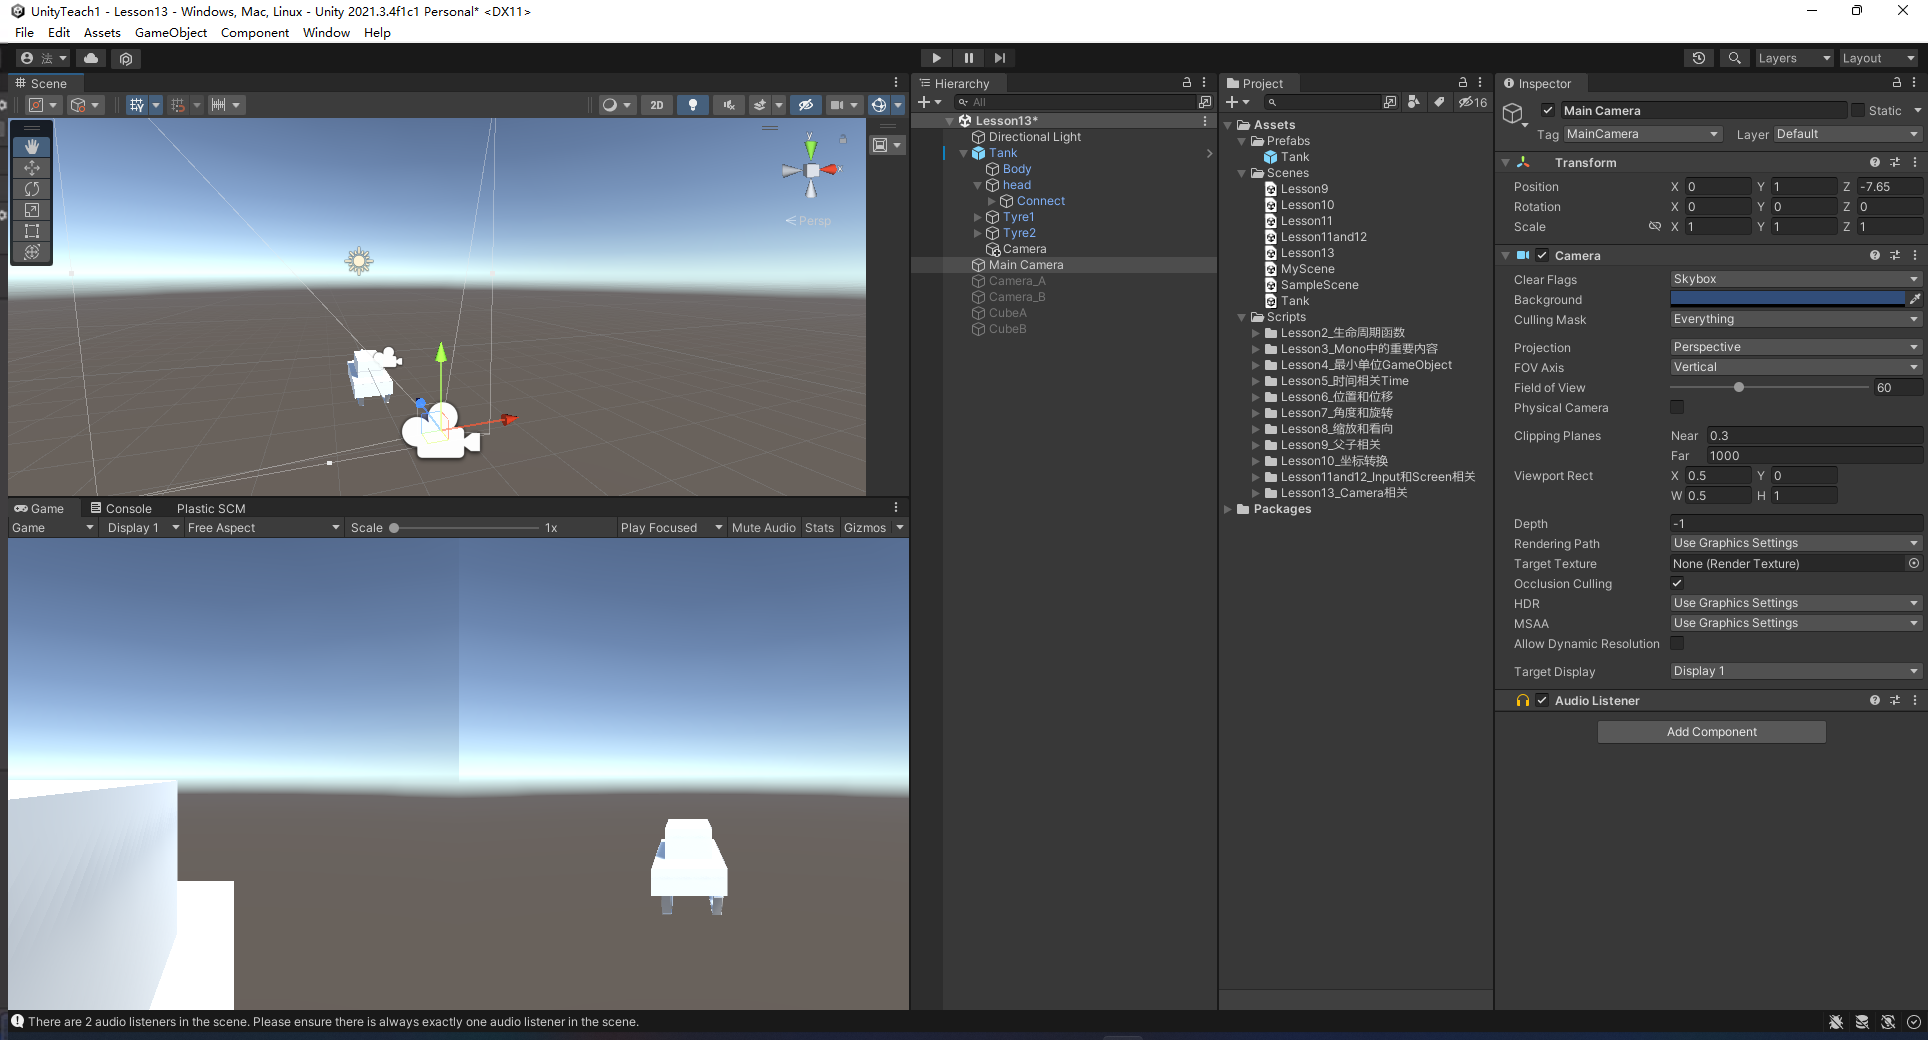 UnityTeach1 - Lesson13 - Windows, Mac, Linux - Unity 2021.3.4f1c1 Personal* <DX11>
File Edit Assets GameObject Component Window Help
法 Layers Layout
Scene
2D
y
x
Persp
Game Console Plastic SCM
Game Display 1 Free Aspect Scale 1x Play Focused Mute Audio Stats Gizmos
Hierarchy
All
Lesson13*
Directional Light
Tank
Body
head
Connect
Tyre1
Tyre2
Camera
Main Camera
Camera_A
Camera_B
CubeA
CubeB
Project
16
Assets
Prefabs
Tank
Scenes
Lesson9
Lesson10
Lesson11
Lesson11and12
Lesson13
MyScene
SampleScene
Tank
Scripts
Lesson2_生命周期函数
Lesson3_Mono中的重要内容
Lesson4_最小单位GameObject
Lesson5_时间相关Time
Lesson6_位置和位移
Lesson7_角度和旋转
Lesson8_缩放和看向
Lesson9_父子相关
Lesson10_坐标转换
Lesson11and12_Input和Screen相关
Lesson13_Camera相关
Packages
Inspector
Main Camera Static
Tag MainCamera Layer Default
Transform
Position X 0 Y 1 Z -7.65
Rotation X 0 Y 0 Z 0
Scale X 1 Y 1 Z 1
Camera
Clear Flags Skybox
Background
Culling Mask Everything
Projection Perspective
FOV Axis Vertical
Field of View 60
Physical Camera
Clipping Planes Near 0.3
Far 1000
Viewport Rect X 0.5 Y 0
W 0.5 H 1
Depth -1
Rendering Path Use Graphics Settings
Target Texture None (Render Texture)
Occlusion Culling
HDR Use Graphics Settings
MSAA Use Graphics Settings
Allow Dynamic Resolution
Target Display Display 1
Audio Listener
Add Component
There are 2 audio listeners in the scene. Please ensure there is always exactly one audio listener in the scene.